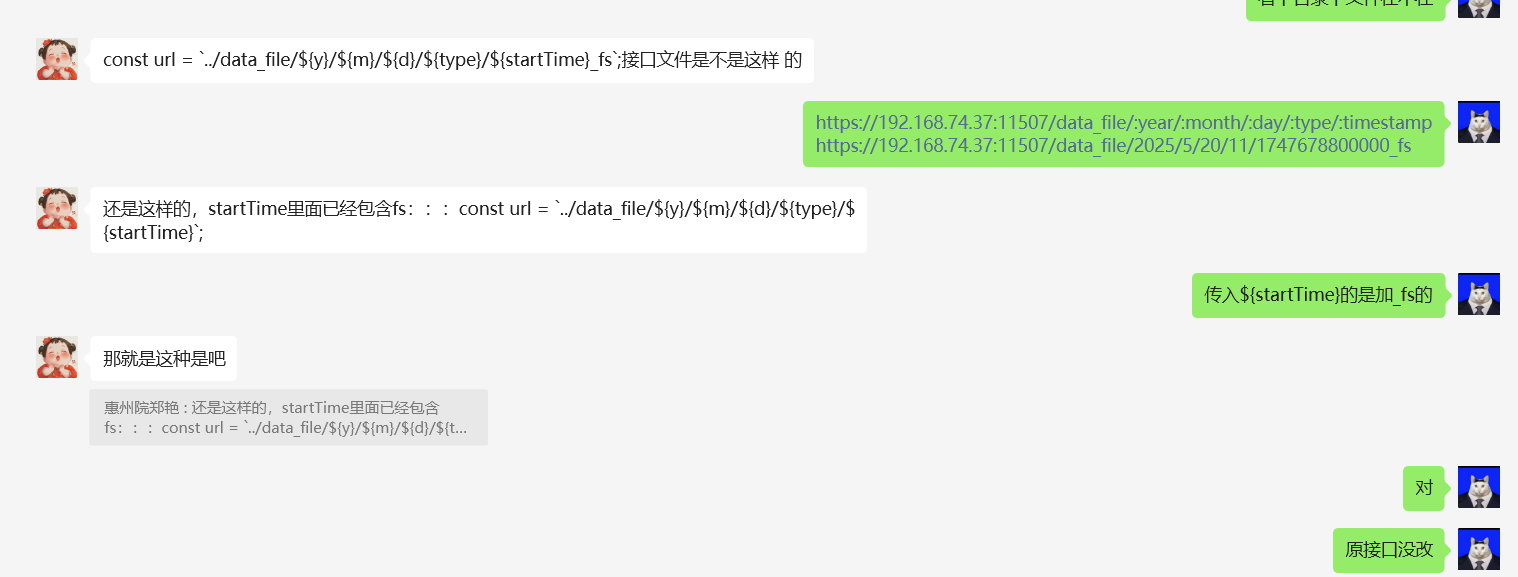 const url = `../data_file/${y}/${m}/${d}/${type}/${startTime}_fs`;接口文件是不是这样 的
https://192.168.74.37:11507/data_file/:year/:month/:day/:type/:timestamp
https://192.168.74.37:11507/data_file/2025/5/20/11/1747678800000_fs
还是这样的，startTime里面已经包含fs：：： const url = `../data_file/${y}/${m}/${d}/${type}/$
{startTime}`;
传入${startTime}的是加_fs的
那就是这种是吧
惠州院郑艳 : 还是这样的，startTime里面已经包含
fs：：： const url = `../data_file/${y}/${m}/${d}/${t...
对
原接口没改